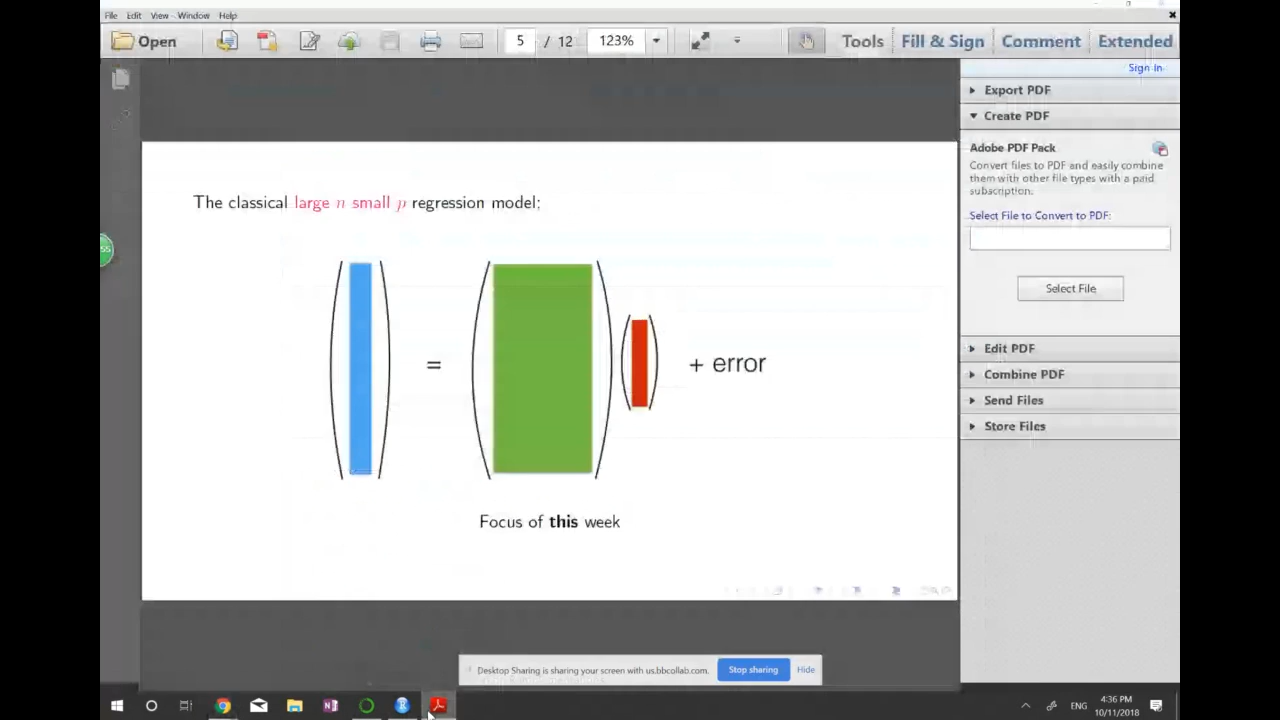 File Edit View Window Help
Open 5 / 12 123% Tools Fill & Sign Comment Extended
Sign In
Export PDF
Create PDF
Adobe PDF Pack
Convert files to PDF and easily combine
them with other file types with a paid
subscription.
Select File to Convert to PDF:
Select File
Edit PDF
Combine PDF
Send Files
Store Files
The classical large n small p regression model:
= + error
Focus of this week
55
Desktop Sharing is sharing your screen with us.bbcollab.com. Stop sharing Hide
ENG 4:36 PM
10/11/2018